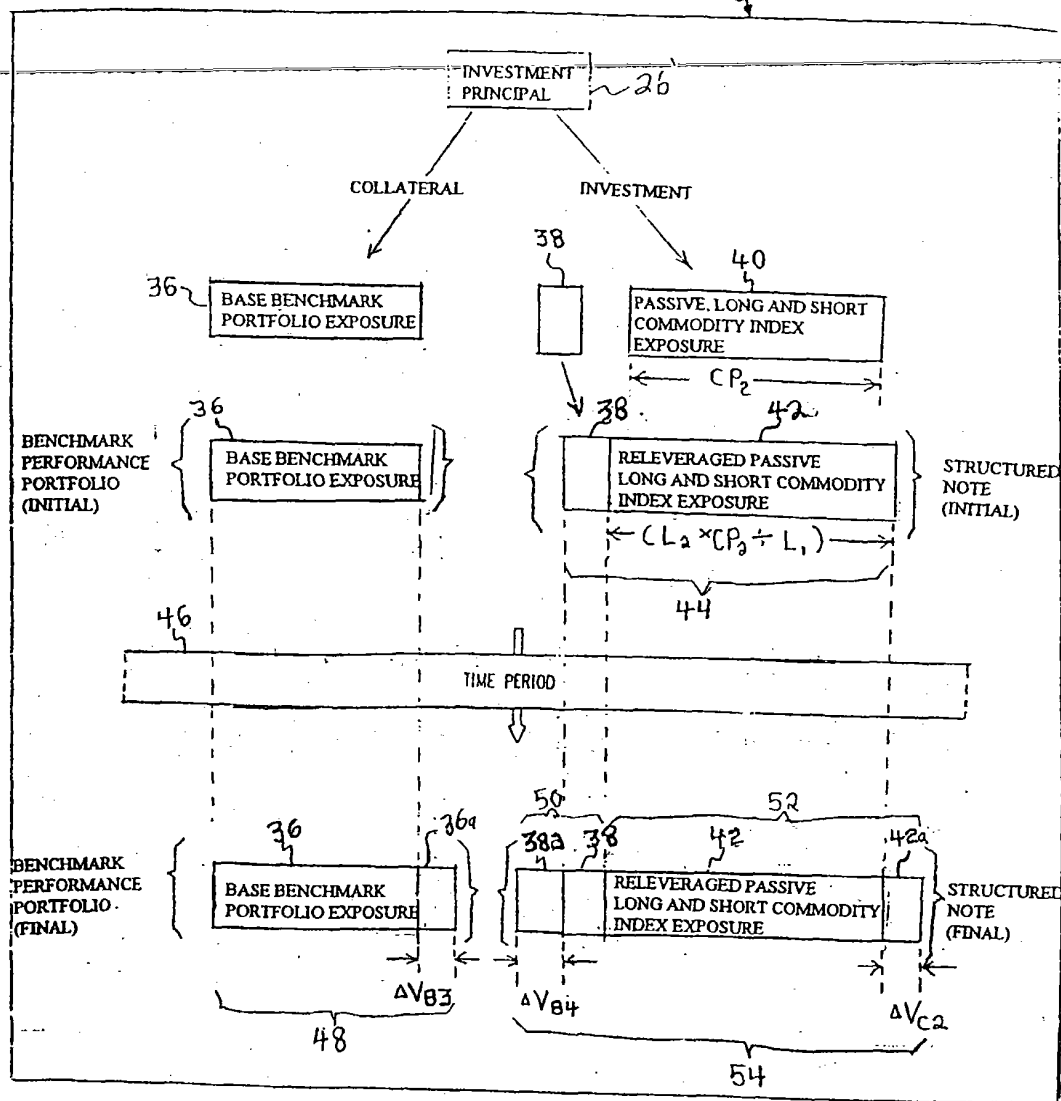 INVESTMENT
PRINCIPAL
26
COLLATERAL
INVESTMENT
38
40
36
BASE BENCHMARK
PORTFOLIO EXPOSURE
PASSIVE, LONG AND SHORT
COMMODITY INDEX
EXPOSURE
CP₂
36
38
42
BENCHMARK
PERFORMANCE
PORTFOLIO
(INITIAL)
BASE BENCHMARK
PORTFOLIO EXPOSURE
RELEVERAGED PASSIVE
LONG AND SHORT COMMODITY
INDEX EXPOSURE
STRUCTURED
NOTE
(INITIAL)
(L₂ × CP₂ ÷ L₁)
44
46
TIME PERIOD
50
52
36
36a
38a
38
42
42a
BENCHMARK
PERFORMANCE
PORTFOLIO
(FINAL)
BASE BENCHMARK
PORTFOLIO EXPOSURE
RELEVERAGED PASSIVE
LONG AND SHORT COMMODITY
INDEX EXPOSURE
STRUCTURED
NOTE
(FINAL)
ΔVB3
ΔVB4
ΔVC2
48
54